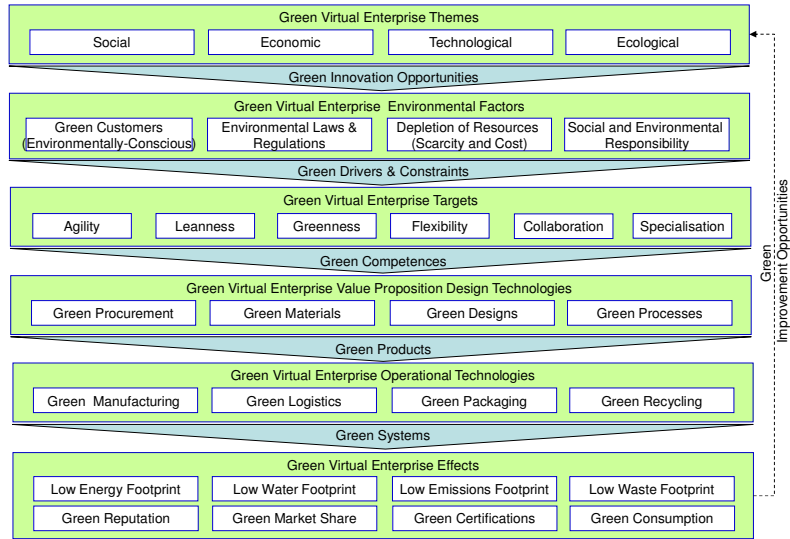 Green Virtual Enterprise Themes
Social
Economic
Technological
Ecological
Green Innovation Opportunities
Green Virtual Enterprise Environmental Factors
Green Customers
(Environmentally-Conscious)
Environmental Laws &
Regulations
Depletion of Resources
(Scarcity and Cost)
Social and Environmental
Responsibility
Green Drivers & Constraints
Green Virtual Enterprise Targets
Agility
Leanness
Greenness
Flexibility
Collaboration
Specialisation
Green Competences
Green Virtual Enterprise Value Proposition Design Technologies
Green Procurement
Green Materials
Green Designs
Green Processes
Green Products
Green Virtual Enterprise Operational Technologies
Green Manufacturing
Green Logistics
Green Packaging
Green Recycling
Green Systems
Green Virtual Enterprise Effects
Low Energy Footprint
Low Water Footprint
Low Emissions Footprint
Low Waste Footprint
Green Reputation
Green Market Share
Green Certifications
Green Consumption
Green
Improvement Opportunities